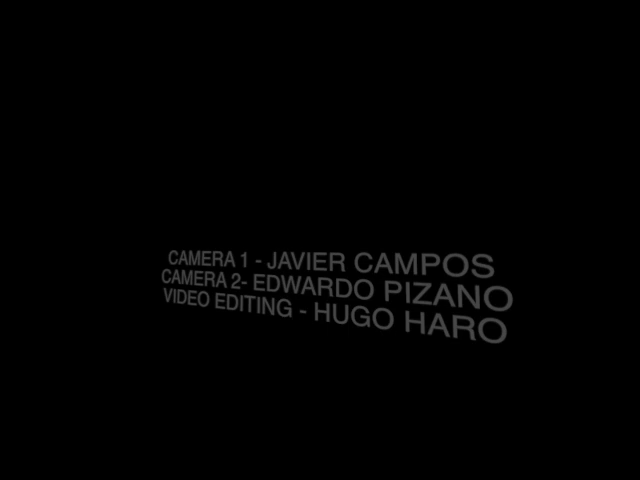 CAMERA 1 - JAVIER CAMPOS
CAMERA 2- EDWARDO PIZANO
VIDEO EDITING - HUGO HARO